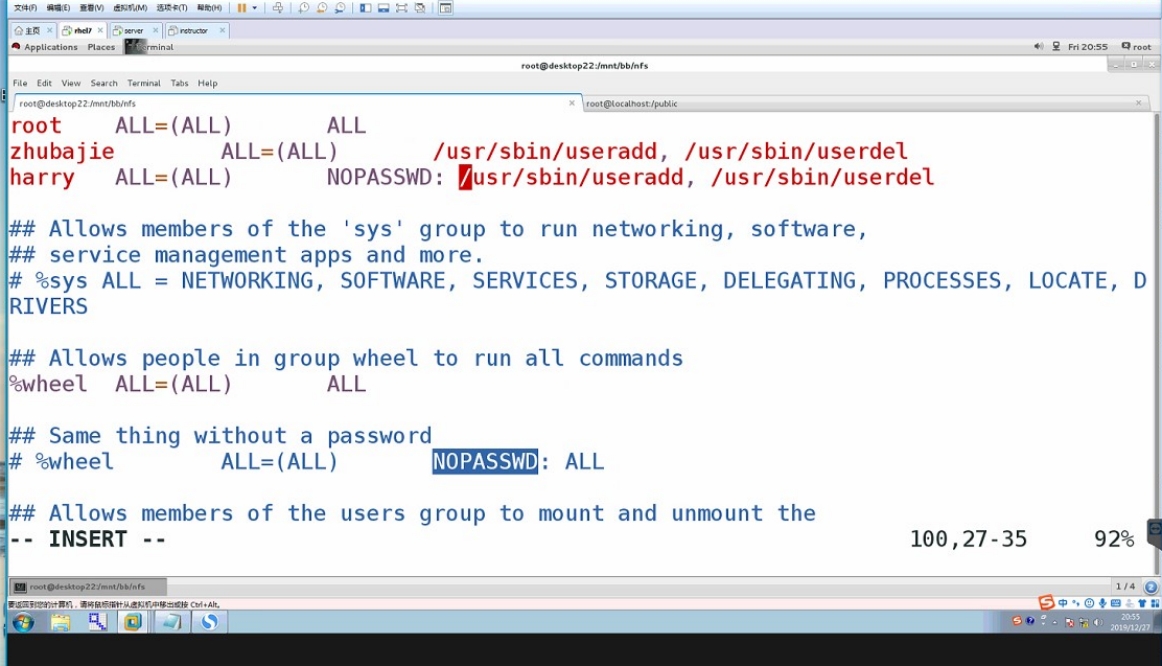 文件(F) 编辑(E) 查看(V) 虚拟机(M) 选项卡(T) 帮助(H)
主页 rhel7 server instructor
Applications Places Terminal Fri 20:55 root
root@desktop22:/mnt/bb/nfs
File Edit View Search Terminal Tabs Help
root@desktop22:/mnt/bb/nfs root@localhost:/public
root ALL=(ALL) ALL
zhubajie ALL=(ALL) /usr/sbin/useradd, /usr/sbin/userdel
harry ALL=(ALL) NOPASSWD: /usr/sbin/useradd, /usr/sbin/userdel
## Allows members of the 'sys' group to run networking, software,
## service management apps and more.
# %sys ALL = NETWORKING, SOFTWARE, SERVICES, STORAGE, DELEGATING, PROCESSES, LOCATE, D
RIVERS
## Allows people in group wheel to run all commands
%wheel ALL=(ALL) ALL
## Same thing without a password
# %wheel ALL=(ALL) NOPASSWD: ALL
## Allows members of the users group to mount and unmount the
-- INSERT -- 100,27-35 92%
root@desktop22:/mnt/bb/nfs 1 / 4
要返回到您的计算机，请将鼠标指针从虚拟机中移出或按 Ctrl+Alt。
中
20:55
2019/12/27